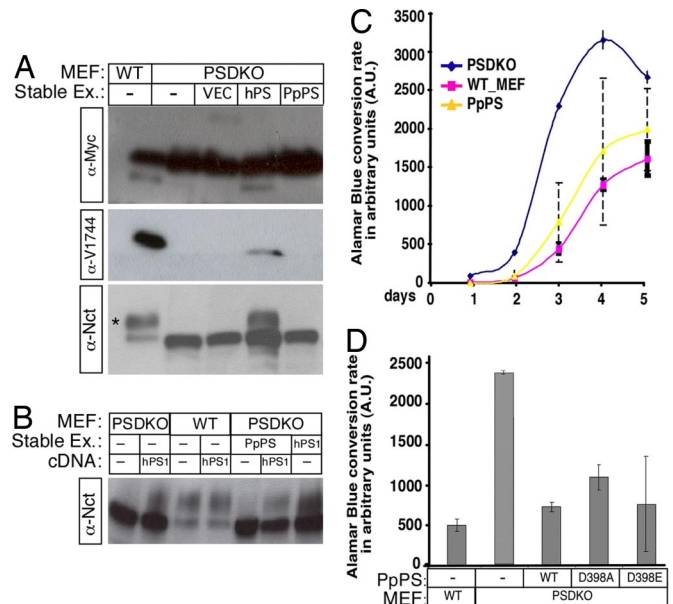 A
MEF: WT PSDKO
Stable Ex.: – – VEC hPS PpPS
α-Myc
α-V1744
α-Nct
*
B
MEF: PSDKO WT PSDKO
Stable Ex.: – – – – PpPS hPS1
cDNA: – hPS1 – hPS1 – hPS1 –
α-Nct
C
Alamar Blue conversion rate
in arbitrary units (A.U.)
3500
3000
2500
2000
1500
1000
500
0
PSDKO
WT_MEF
PpPS
days 0 1 2 3 4 5
D
Alamar Blue conversion rate
in arbitrary units (A.U.)
2500
2000
1500
1000
500
0
PpPS: – – WT D398A D398E
MEF: WT PSDKO